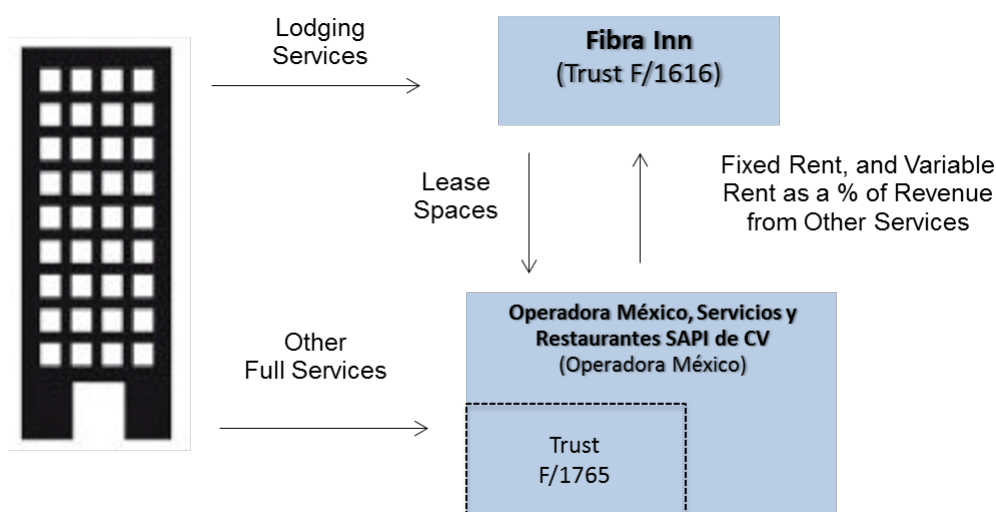 Lodging
Services
Fibra Inn
(Trust F/1616)
Lease
Spaces
Fixed Rent, and Variable
Rent as a % of Revenue
from Other Services
Other
Full Services
Operadora México, Servicios y
Restaurantes SAPI de CV
(Operadora México)
Trust
F/1765